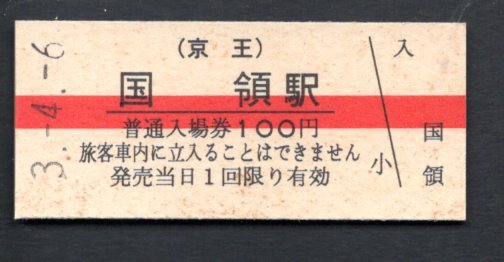 3.-4.-6
(京王)
国領駅
普通入場券100円
旅客車内に立入ることはできません
発売当日1回限り有効
入
小
国領